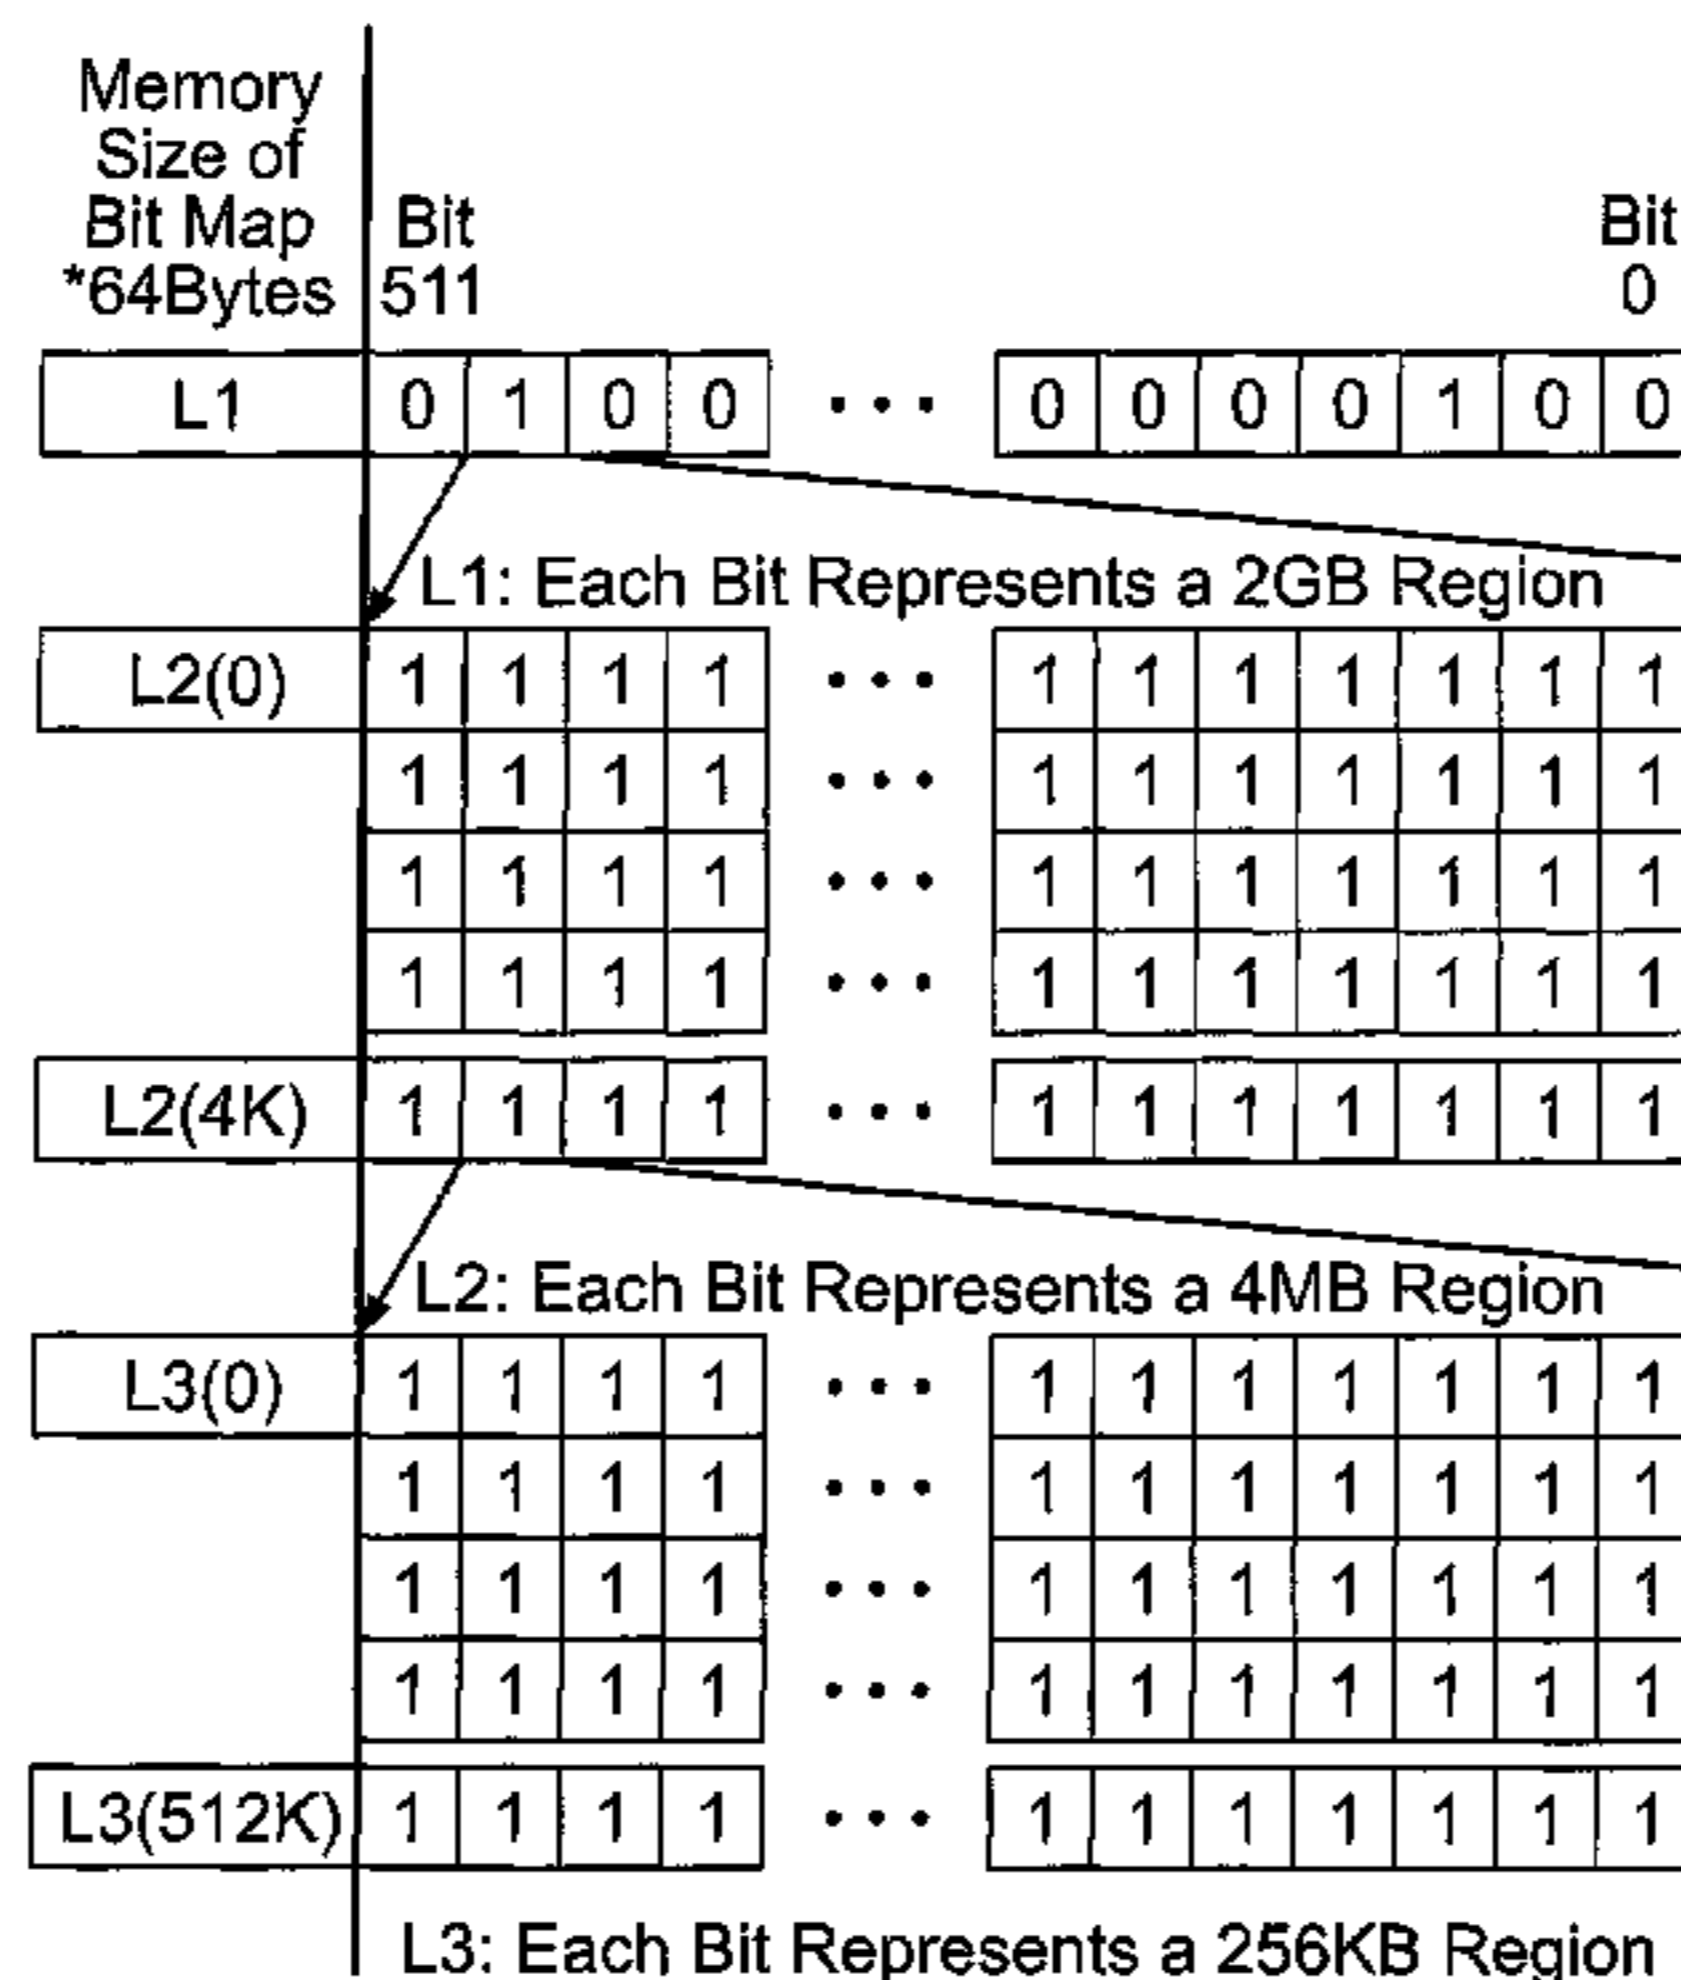 Memory
Size of
Bit Map
*64Bytes
Bit
511
Bit
0
L1 0 1 0 0 ••• 0 0 0 0 1 0 0
L1: Each Bit Represents a 2GB Region
L2(0) 1 1 1 1 ••• 1 1 1 1 1 1 1
1 1 1 1 ••• 1 1 1 1 1 1 1
1 1 1 1 ••• 1 1 1 1 1 1 1
1 1 1 1 ••• 1 1 1 1 1 1 1
L2(4K) 1 1 1 1 ••• 1 1 1 1 1 1 1
L2: Each Bit Represents a 4MB Region
L3(0) 1 1 1 1 ••• 1 1 1 1 1 1 1
1 1 1 1 ••• 1 1 1 1 1 1 1
1 1 1 1 ••• 1 1 1 1 1 1 1
1 1 1 1 ••• 1 1 1 1 1 1 1
L3(512K) 1 1 1 1 ••• 1 1 1 1 1 1 1
L3: Each Bit Represents a 256KB Region